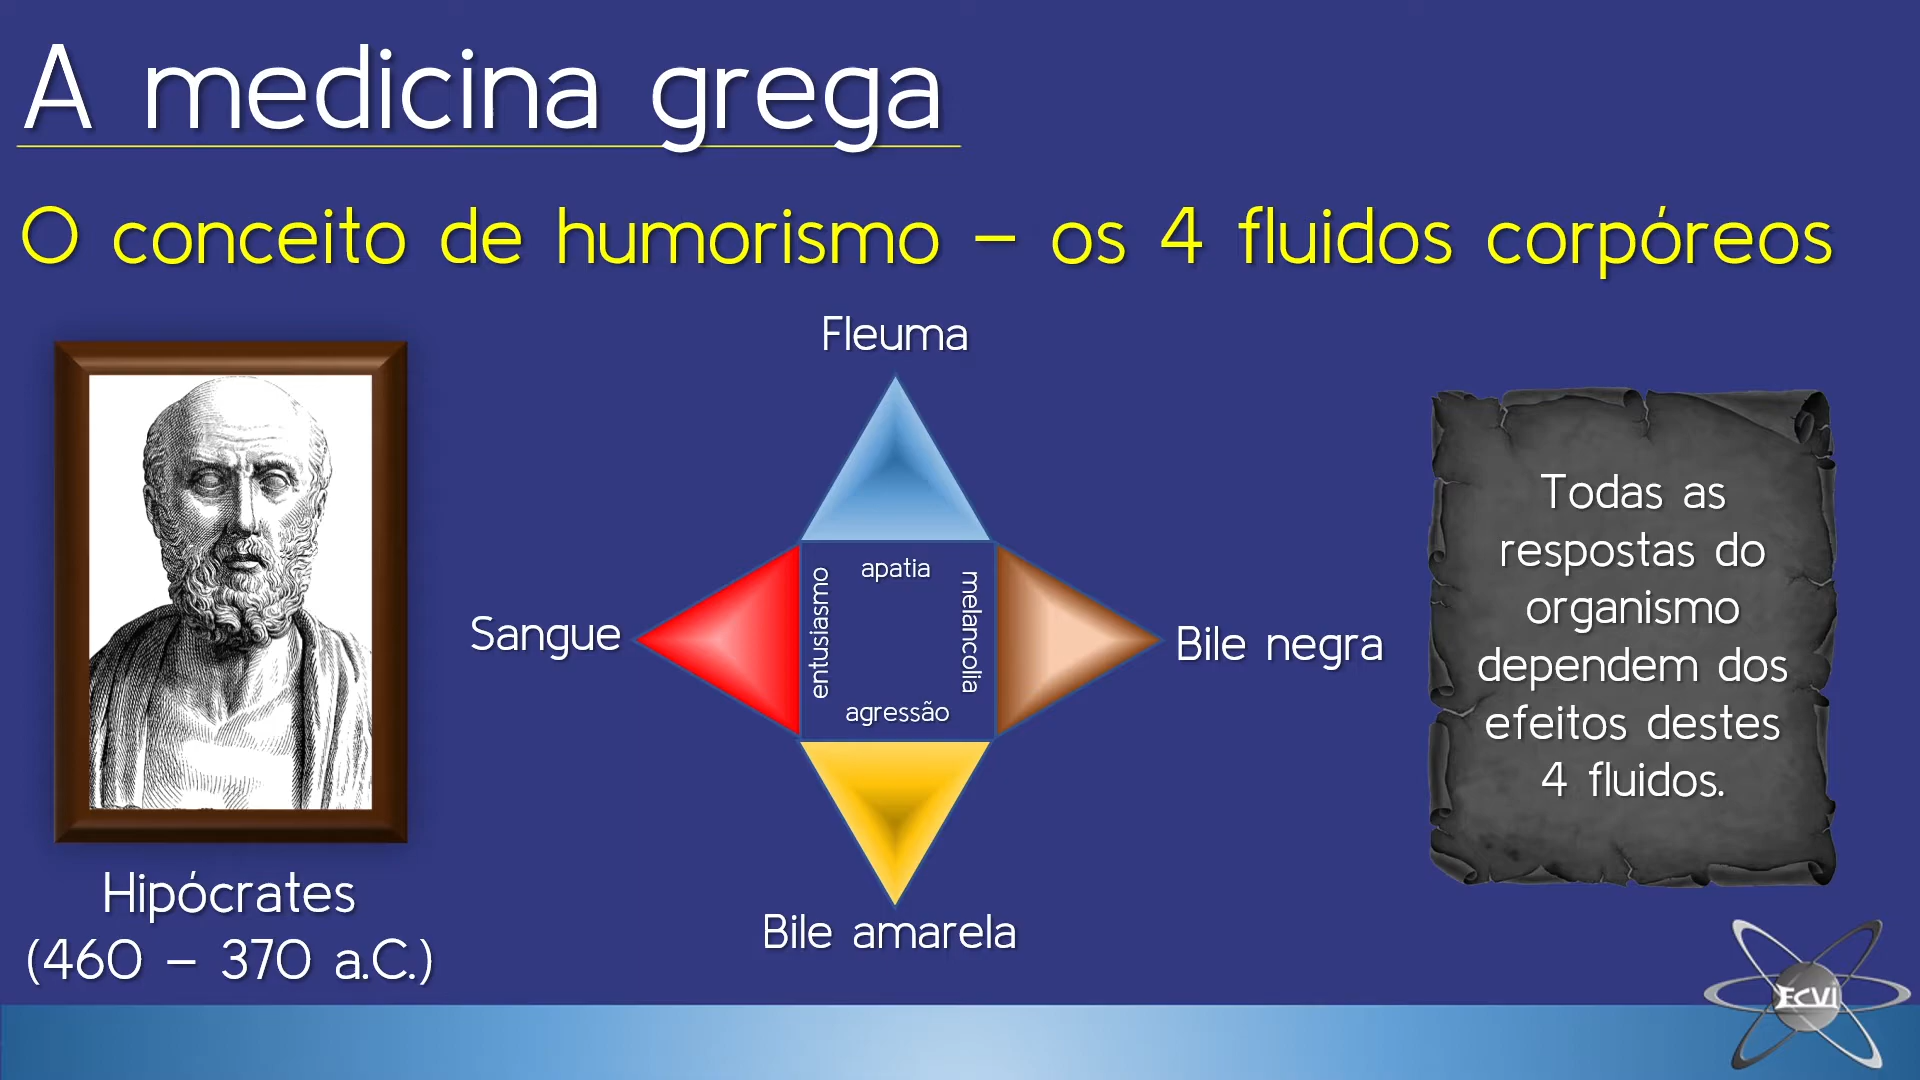 A medicina grega
O conceito de humorismo – os 4 fluidos corpóreos
Fleuma
Sangue
entusiasmo
apatia
melancolia
agressão
Bile negra
Bile amarela
Hipócrates
(460 – 370 a.C.)
Todas as
respostas do
organismo
dependem dos
efeitos destes
4 fluidos.
ECVi